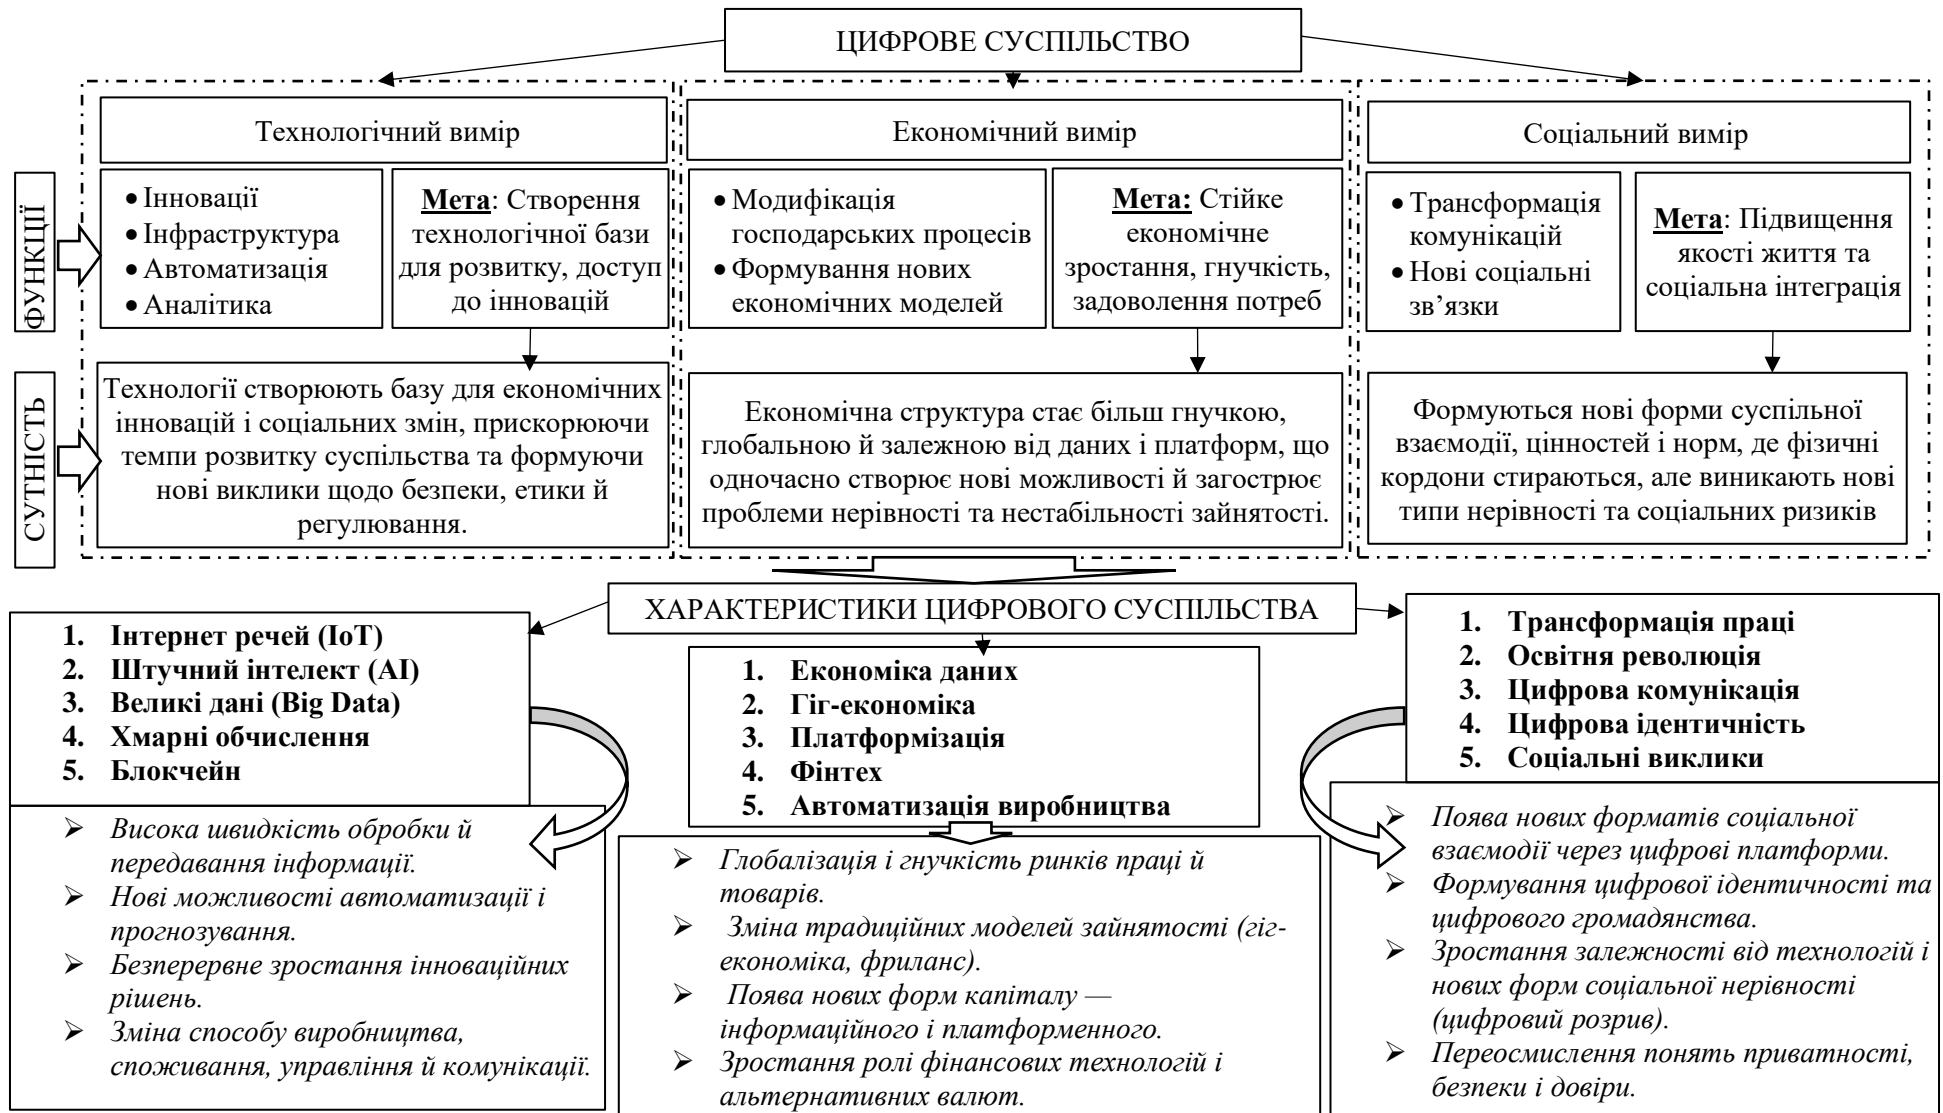 ЦИФРОВЕ СУСПІЛЬСТВО
Технологічний вимір
Економічний вимір
Соціальний вимір
ФУНКЦІЇ
• Інновації
• Інфраструктура
• Автоматизація
• Аналітика
Мета: Створення
технологічної бази
для розвитку, доступ
до інновацій
• Модифікація
господарських процесів
• Формування нових
економічних моделей
Мета: Стійке
економічне
зростання, гнучкість,
задоволення потреб
• Трансформація
комунікацій
• Нові соціальні
зв’язки
Мета: Підвищення
якості життя та
соціальна інтеграція
СУТНІСТЬ
Технології створюють базу для економічних
інновацій і соціальних змін, прискорюючи
темпи розвитку суспільства та формуючи
нові виклики щодо безпеки, етики й
регулювання.
Економічна структура стає більш гнучкою,
глобальною й залежною від даних і платформ, що
одночасно створює нові можливості й загострює
проблеми нерівності та нестабільності зайнятості.
Формуються нові форми суспільної
взаємодії, цінностей і норм, де фізичні
кордони стираються, але виникають нові
типи нерівності та соціальних ризиків
ХАРАКТЕРИСТИКИ ЦИФРОВОГО СУСПІЛЬСТВА
1. Інтернет речей (IoT)
2. Штучний інтелект (AI)
3. Великі дані (Big Data)
4. Хмарні обчислення
5. Блокчейн
1. Економіка даних
2. Гіг-економіка
3. Платформізація
4. Фінтех
5. Автоматизація виробництва
1. Трансформація праці
2. Освітня революція
3. Цифрова комунікація
4. Цифрова ідентичність
5. Соціальні виклики
➢ Висока швидкість обробки й
передавання інформації.
➢ Нові можливості автоматизації і
прогнозування.
➢ Безперервне зростання інноваційних
рішень.
➢ Зміна способу виробництва,
споживання, управління й комунікації.
➢ Глобалізація і гнучкість ринків праці й
товарів.
➢ Зміна традиційних моделей зайнятості (гіг-
економіка, фриланс).
➢ Поява нових форм капіталу —
інформаційного і платформенного.
➢ Зростання ролі фінансових технологій і
альтернативних валют.
➢ Поява нових форматів соціальної
взаємодії через цифрові платформи.
➢ Формування цифрової ідентичності та
цифрового громадянства.
➢ Зростання залежності від технологій і
нових форм соціальної нерівності
(цифровий розрив).
➢ Переосмислення понять приватності,
безпеки і довіри.